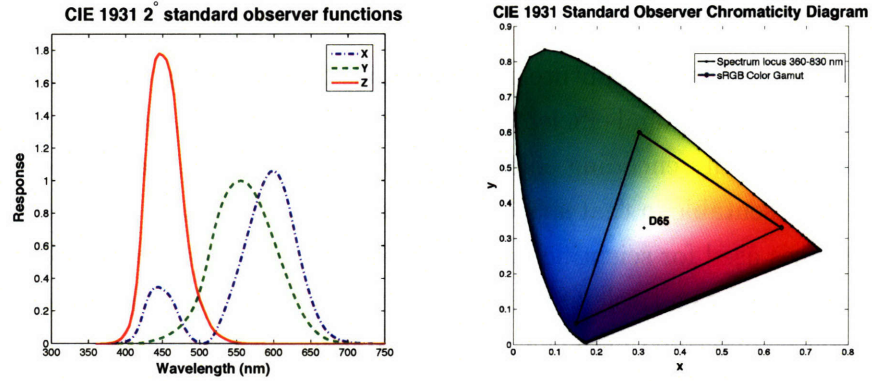 CIE 1931 2° standard observer functions
1.8
1.6
1.4
1.2
1
0.8
0.6
0.4
0.2
0
Response
X
Y
Z
300 350 400 450 500 550 600 650 700 750
Wavelength (nm)
CIE 1931 Standard Observer Chromaticity Diagram
0.9
0.8
0.7
0.6
0.5
0.4
0.3
0.2
0.1
0
y
Spectrum locus 360-830 nm
sRGB Color Gamut
D65
0 0.1 0.2 0.3 0.4 0.5 0.6 0.7 0.8
x